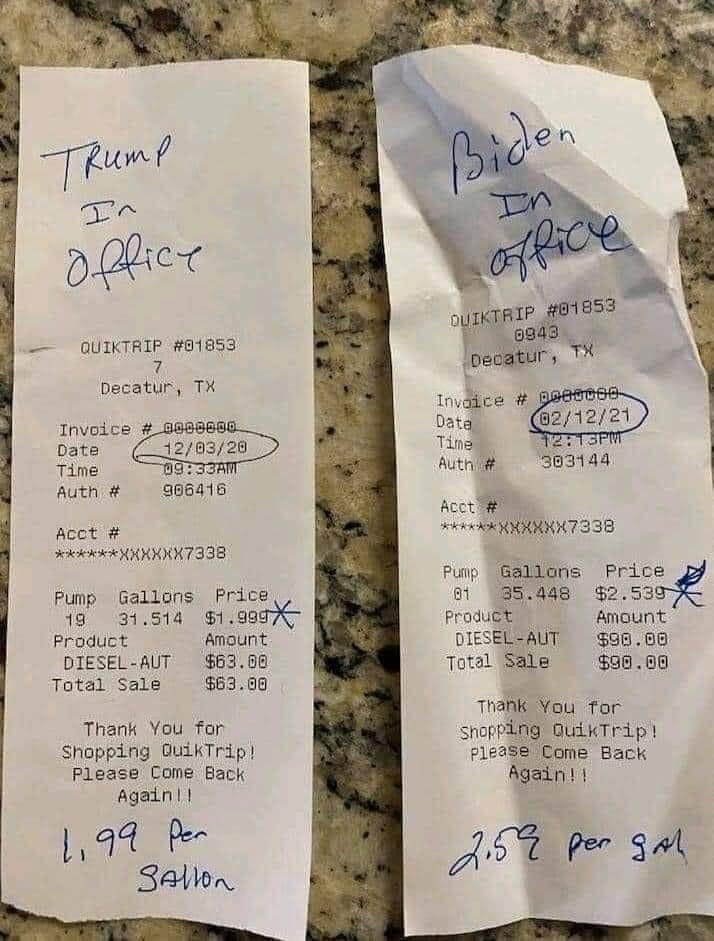 TRump
In
Office
QUIKTRIP #01853
7
Decatur, TX
Invoice # 0000000
Date 12/03/20
Time 09:33AM
Auth # 906416
Acct #
******XXXXXX7338
Pump Gallons Price
19 31.514 $1.999
Product Amount
DIESEL-AUT $63.00
Total Sale $63.00
Thank You for
Shopping QuikTrip!
Please Come Back
Again!!
1.99 Per
gallon
Biden
In
office
QUIKTRIP #01853
0943
Decatur, TX
Invoice # 0000000
Date 02/12/21
Time 12:13PM
Auth # 303144
Acct #
******XXXXXX7338
Pump Gallons Price
01 35.448 $2.539
Product Amount
DIESEL-AUT $90.00
Total Sale $90.00
Thank You for
Shopping QuikTrip!
Please Come Back
Again!!
2.59 per gal